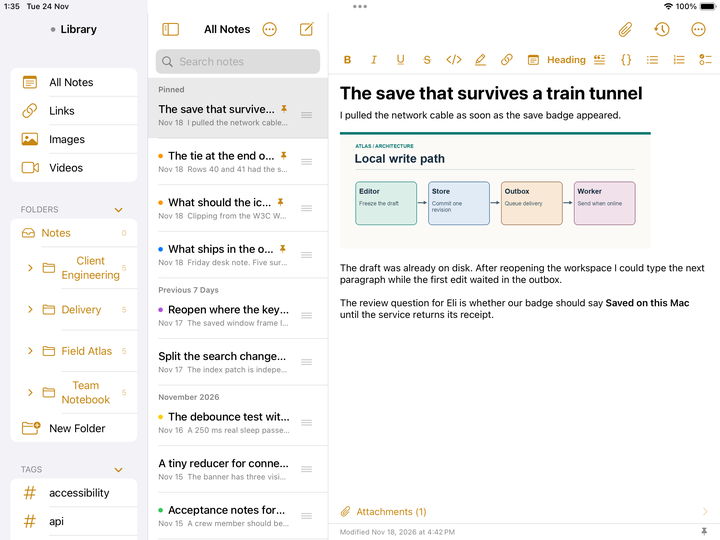 1:35 Tue 24 Nov
100%
Library
All Notes
Links
Images
Videos
FOLDERS
Notes 0
Client Engineering 5
Delivery 5
Field Atlas 5
Team Notebook 5
New Folder
TAGS
accessibility
api
All Notes
Search notes
Pinned
The save that survive...
Nov 18 I pulled the network cable...
The tie at the end o...
Nov 18 Rows 40 and 41 had the s...
What should the ic...
Nov 18 Clipping from the W3C W...
What ships in the o...
Nov 18 Friday desk note. Five sur...
Previous 7 Days
Reopen where the key...
Nov 17 The saved window frame l...
Split the search change...
Nov 17 The index patch is indepe...
November 2026
The debounce test wit...
Nov 16 A 250 ms real sleep passe...
A tiny reducer for conne...
Nov 15 The banner has three visi...
Acceptance notes for...
Nov 15 A crew member should be...
B I U S Heading
The save that survives a train tunnel
I pulled the network cable as soon as the save badge appeared.
ATLAS / ARCHITECTURE
Local write path
Editor
Freeze the draft
Store
Commit one
revision
Outbox
Queue delivery
Worker
Send when online
The draft was already on disk. After reopening the workspace I could type the next
paragraph while the first edit waited in the outbox.
The review question for Eli is whether our badge should say Saved on this Mac
until the service returns its receipt.
Attachments (1)
Modified Nov 18, 2026 at 4:42 PM